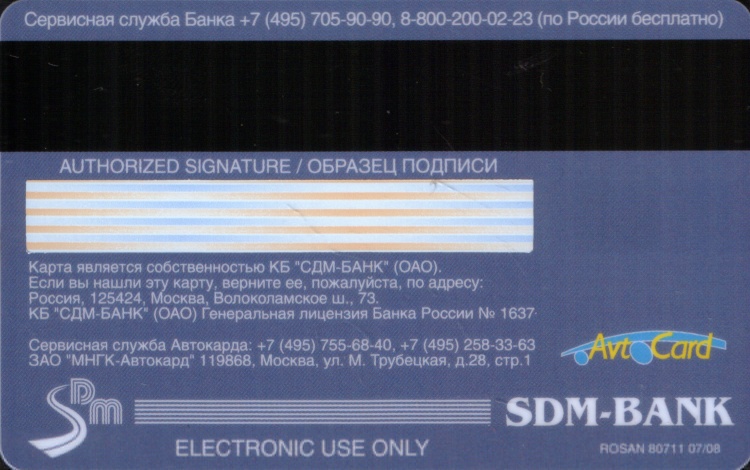 Сервисная служба Банка +7 (495) 705-90-90, 8-800-200-02-23 (по России бесплатно)
AUTHORIZED SIGNATURE / ОБРАЗЕЦ ПОДПИСИ
Карта является собственностью КБ "СДМ-БАНК" (ОАО).
Если вы нашли эту карту, верните ее, пожалуйста, по адресу:
Россия, 125424, Москва, Волоколамское ш., 73.
КБ "СДМ-БАНК" (ОАО) Генеральная лицензия Банка России № 1637
Сервисная служба Автокарда: +7 (495) 755-68-40, +7 (495) 258-33-63
ЗАО "МНГК-Автокард" 119868, Москва, ул. М. Трубецкая, д.28, стр.1
AvtoCard
SDM
SDM-BANK
ELECTRONIC USE ONLY
ROSAN 80711 07/08